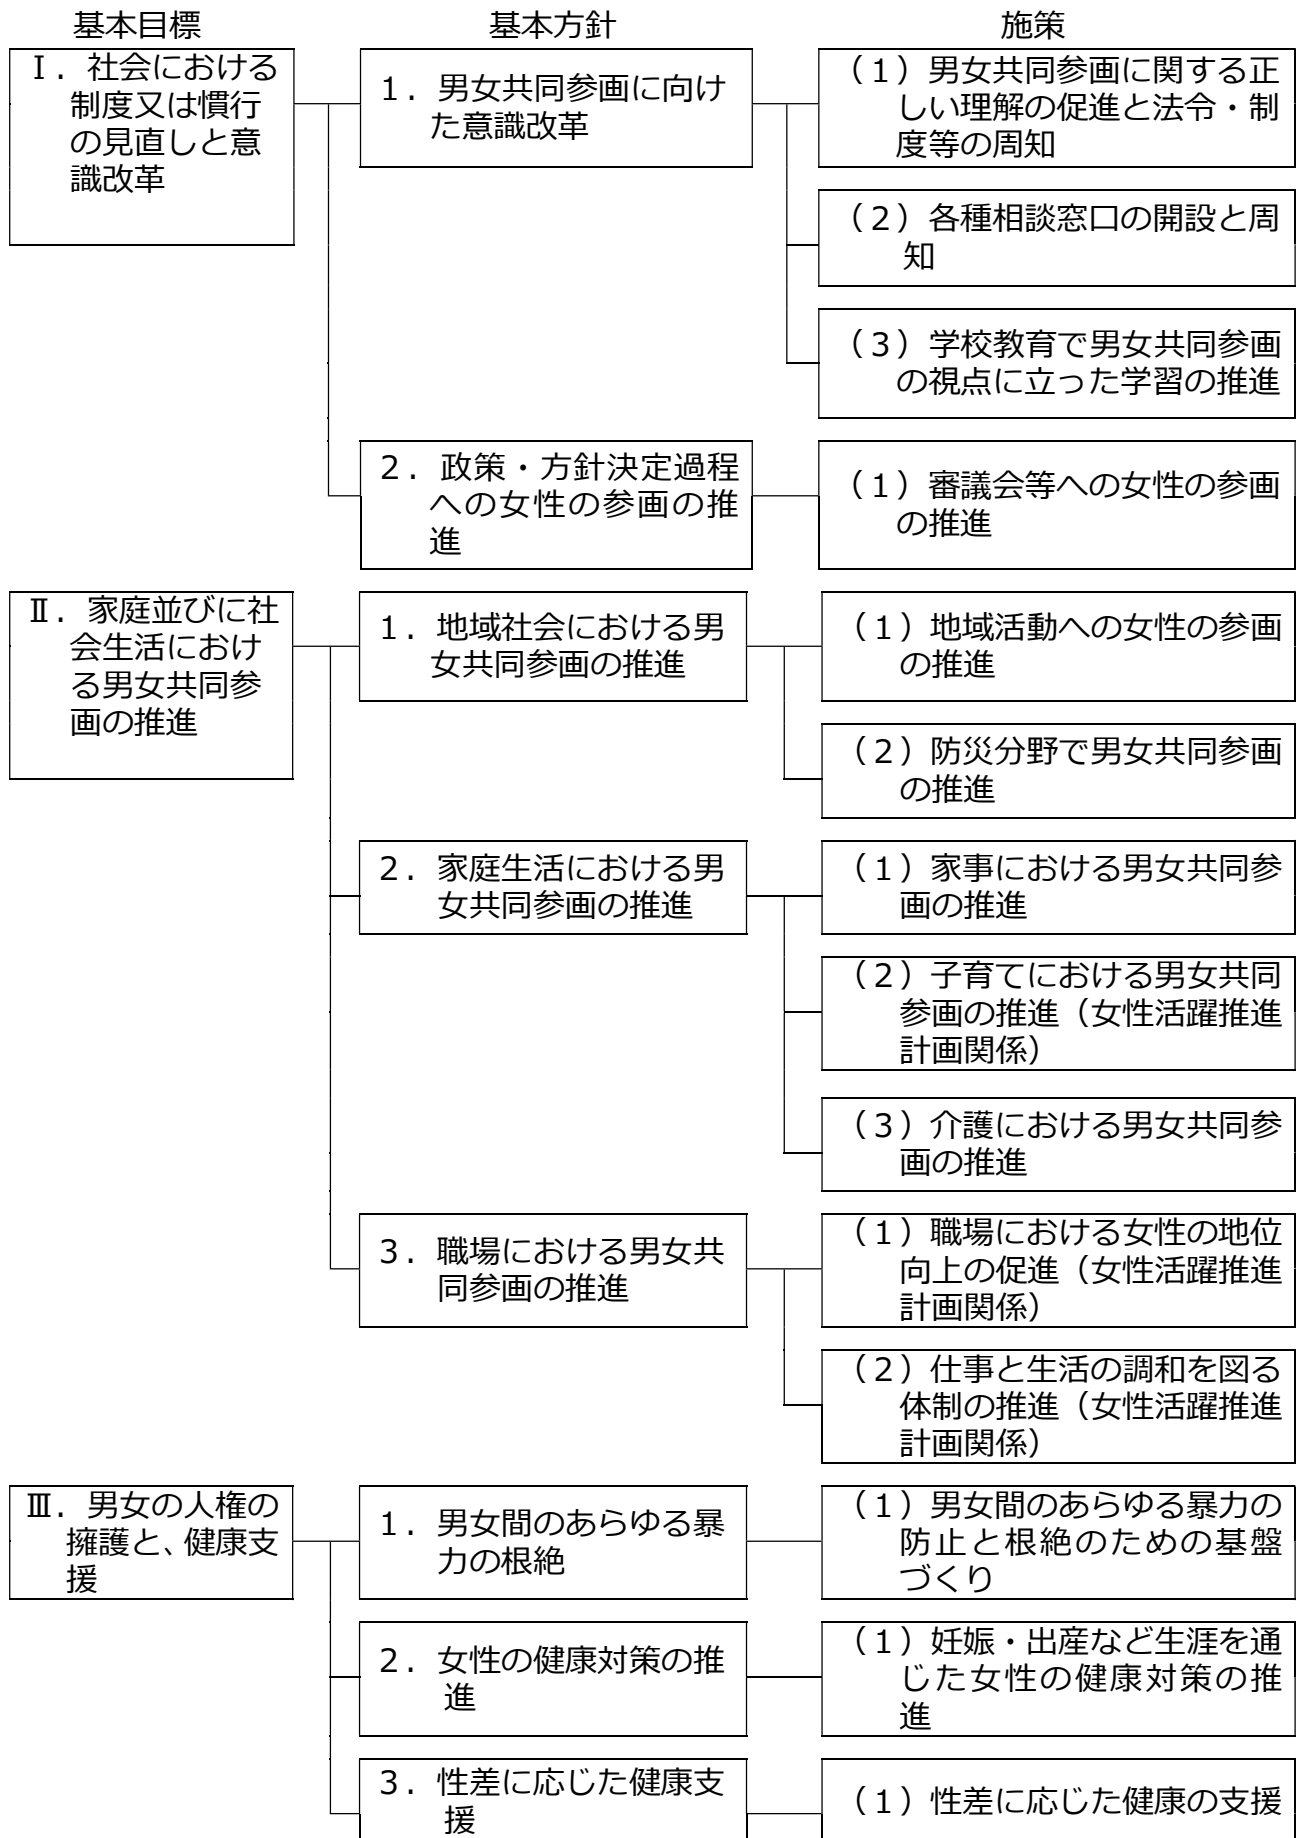 基本目標
基本方針
施策
Ⅰ．社会における
制度又は慣行
の見直しと意
識改革
１．男女共同参画に向け
た意識改革
（１）男女共同参画に関する正
しい理解の促進と法令・制
度等の周知
（２）各種相談窓口の開設と周
知
（３）学校教育で男女共同参画
の視点に立った学習の推進
２．政策・方針決定過程
への女性の参画の推
進
（１）審議会等への女性の参画
の推進
Ⅱ．家庭並びに社
会生活におけ
る男女共同参
画の推進
１．地域社会における男
女共同参画の推進
（１）地域活動への女性の参画
の推進
（２）防災分野で男女共同参画
の推進
２．家庭生活における男
女共同参画の推進
（１）家事における男女共同参
画の推進
（２）子育てにおける男女共同
参画の推進（女性活躍推進
計画関係）
（３）介護における男女共同参
画の推進
３．職場における男女共
同参画の推進
（１）職場における女性の地位
向上の促進（女性活躍推進
計画関係）
（２）仕事と生活の調和を図る
体制の推進（女性活躍推進
計画関係）
Ⅲ．男女の人権の
擁護と、健康支
援
１．男女間のあらゆる暴
力の根絶
（１）男女間のあらゆる暴力の
防止と根絶のための基盤
づくり
２．女性の健康対策の推
進
（１）妊娠・出産など生涯を通
じた女性の健康対策の推
進
３．性差に応じた健康支
援
（１）性差に応じた健康の支援